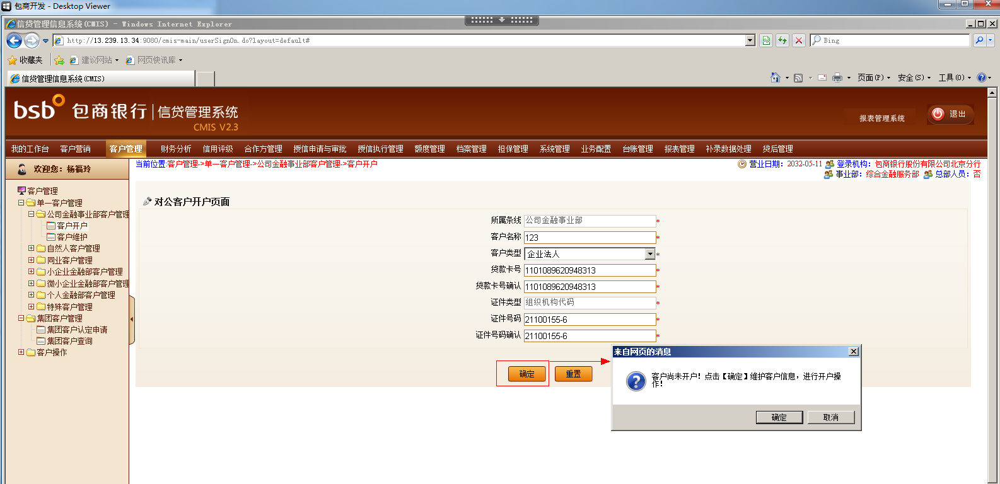 包商开发 - Desktop Viewer
信贷管理信息系统(CMIS) - Windows Internet Explorer
http://13.239.13.34:9080/cmis-main/userSignOn.do?layout=default#
Bing
收藏夹 建议网站 网页快讯库
信贷管理信息系统(CMIS)
页面(P) 安全(S) 工具(O)
bsb 包商银行 信贷管理系统
CMIS V2.3
报表管理系统 退出
我的工作台 客户营销 客户管理 财务分析 信用评级 合作方管理 授信申请与审批 授信执行管理 额度管理 档案管理 担保管理 系统管理 业务配置 台账管理 报表管理 补录数据处理 贷后管理
欢迎您：杨福玲
当前位置:客户管理->单一客户管理->公司金融事业部客户管理->客户开户
营业日期：2032-05-11 登录机构：包商银行股份有限公司北京分行
事业部：综合金融服务部 总部人员：否
客户管理
单一客户管理
公司金融事业部客户管理
客户开户
客户维护
自然人客户管理
同业客户管理
小企业金融部客户管理
微小企业金融部客户管理
个人金融部客户管理
特殊客户管理
集团客户管理
集团客户认定申请
集团客户查询
客户操作
对公客户开户页面
所属条线 公司金融事业部 *
客户名称 123 *
客户类型 企业法人 *
贷款卡号 1101089620948313 *
贷款卡号确认 1101089620948313 *
证件类型 组织机构代码 *
证件号码 21100155-6 *
证件号码确认 21100155-6 *
确定 重置
来自网页的消息
客户尚未开户！点击【确定】维护客户信息，进行开户操
作！
确定 取消